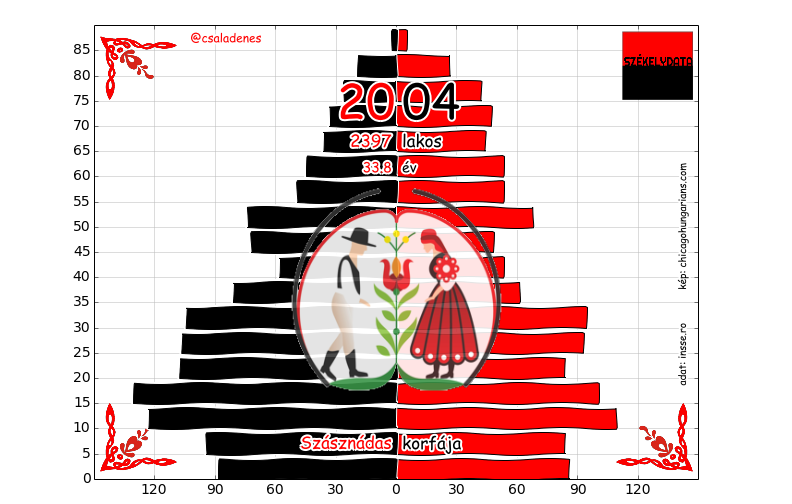 @csaladenes
SZÉKELYDATA
2004
2397 lakos
33.8 év
kép: chicagohungarians.com
adat: insse.ro
Szásznádas korfája
85
80
75
70
65
60
55
50
45
40
35
30
25
20
15
10
5
0
120 90 60 30 0 30 60 90 120